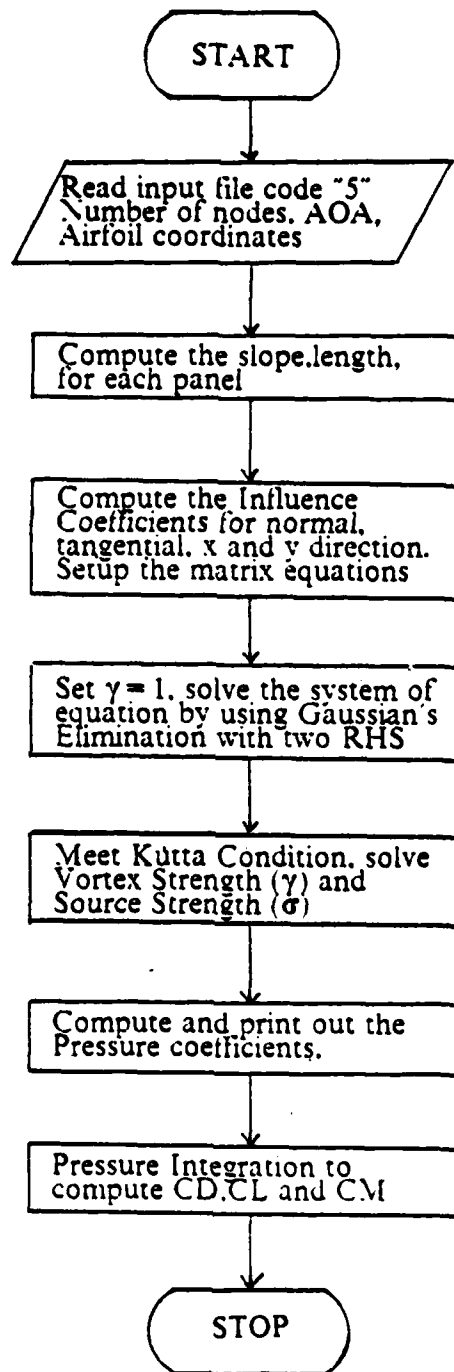 START
Read input file code "5"
Number of nodes, AOA,
Airfoil coordinates
Compute the slope.length,
for each panel
Compute the Influence
Coefficients for normal,
tangential, x and y direction.
Setup the matrix equations
Set γ = 1, solve the system of
equation by using Gaussian's
Elimination with two RHS
Meet Kutta Condition, solve
Vortex Strength (γ) and
Source Strength (σ)
Compute and print out the
Pressure coefficients.
Pressure Integration to
compute CD,CL and CM
STOP